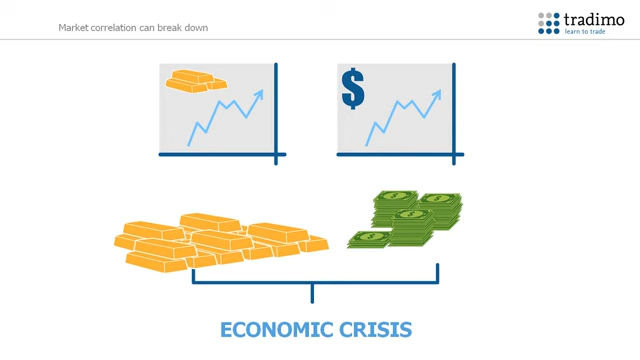 Market correlation can break down
tradimo
learn to trade
$
ECONOMIC CRISIS